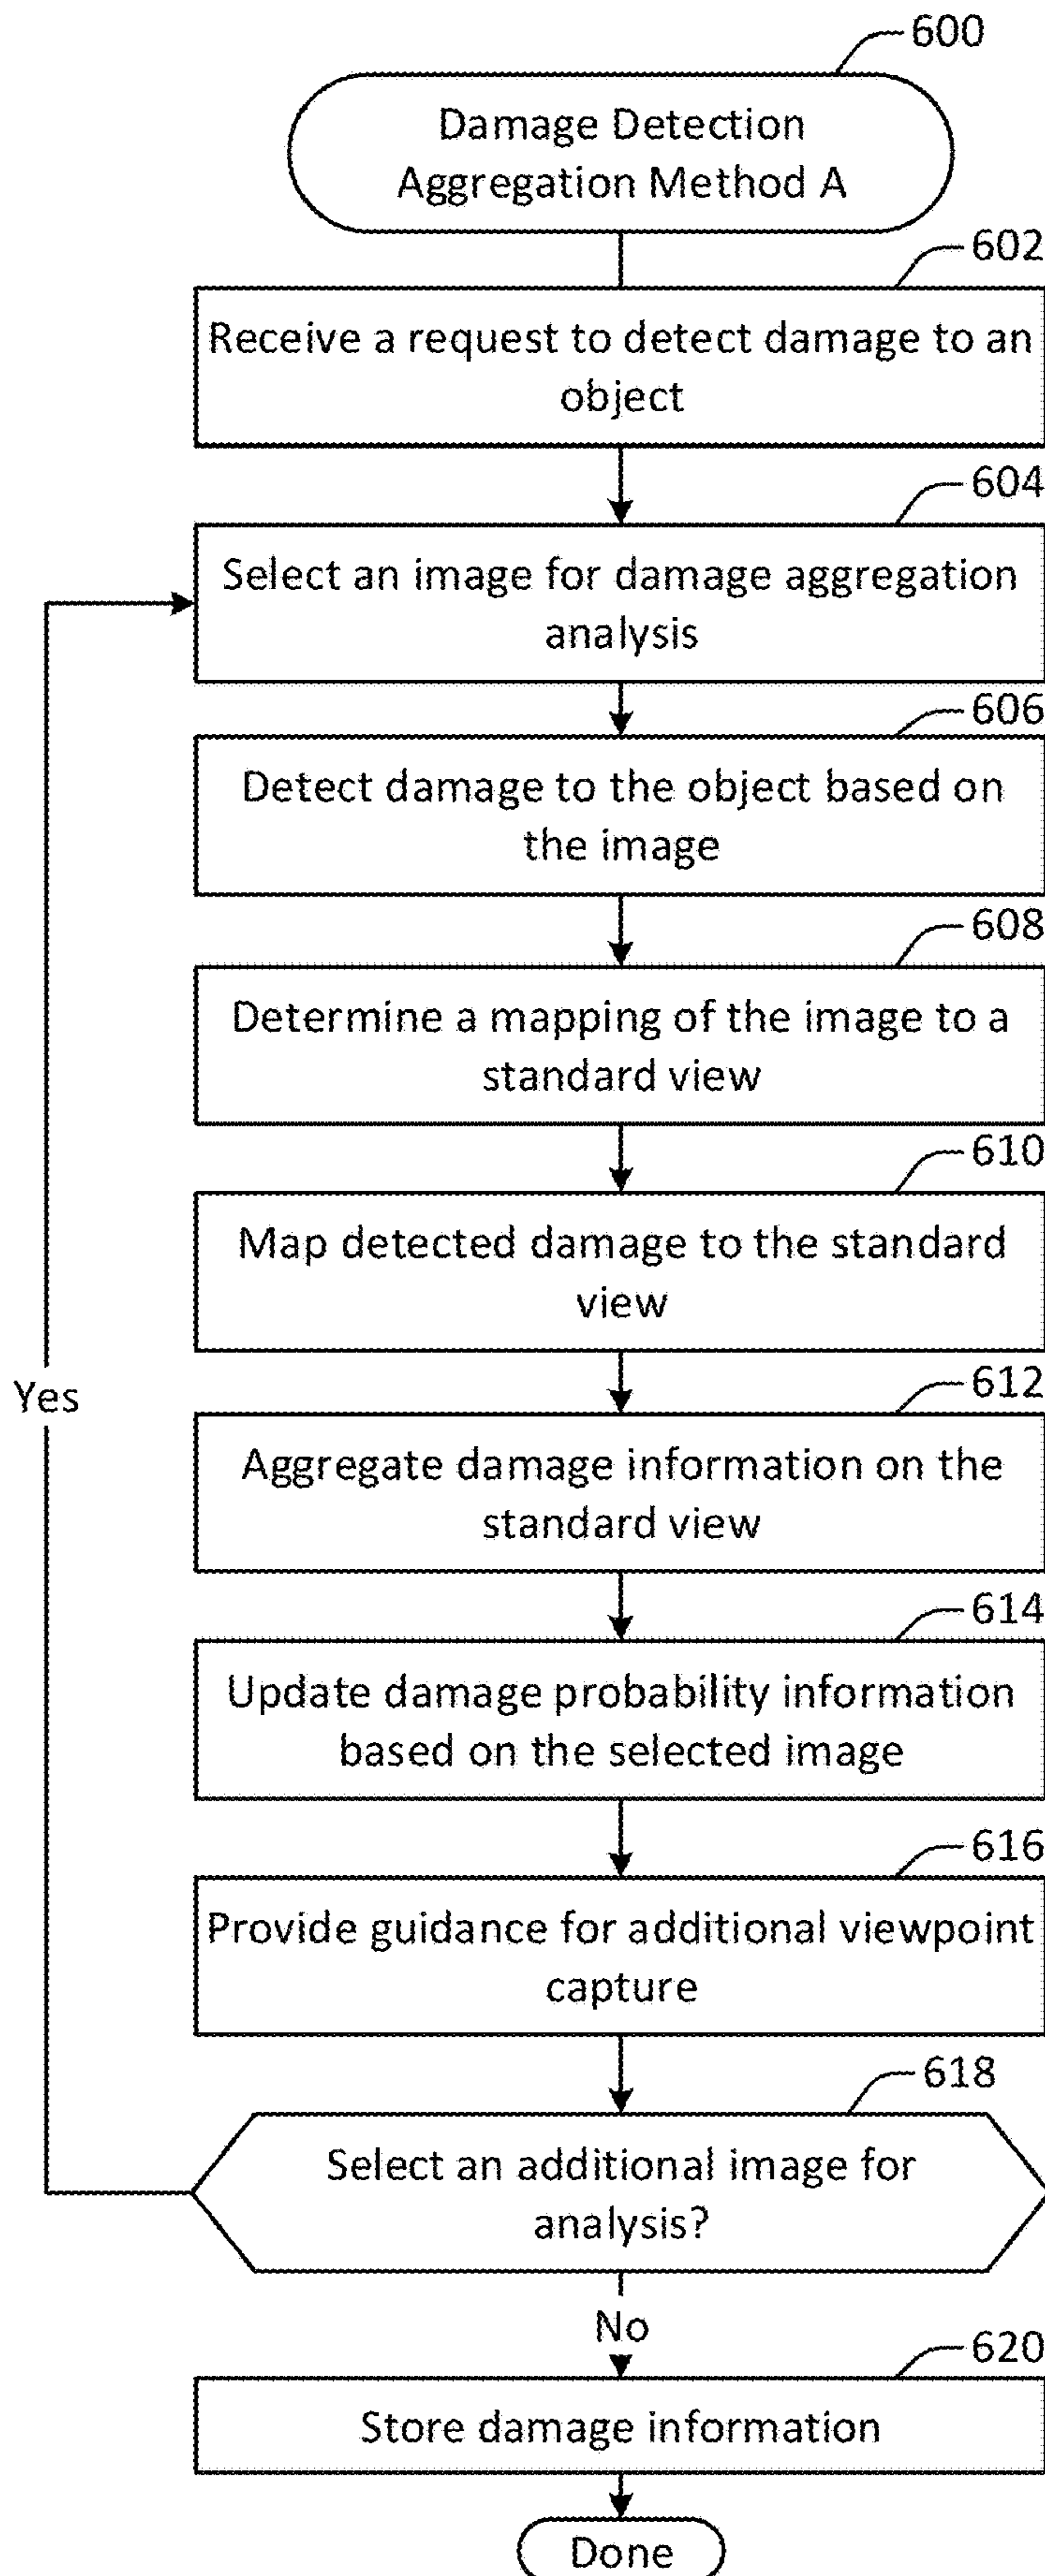 600
Damage Detection
Aggregation Method A
602
Receive a request to detect damage to an
object
604
Select an image for damage aggregation
analysis
606
Detect damage to the object based on
the image
608
Determine a mapping of the image to a
standard view
610
Map detected damage to the standard
view
612
Yes
Aggregate damage information on the
standard view
614
Update damage probability information
based on the selected image
616
Provide guidance for additional viewpoint
capture
618
Select an additional image for
analysis?
No
620
Store damage information
Done